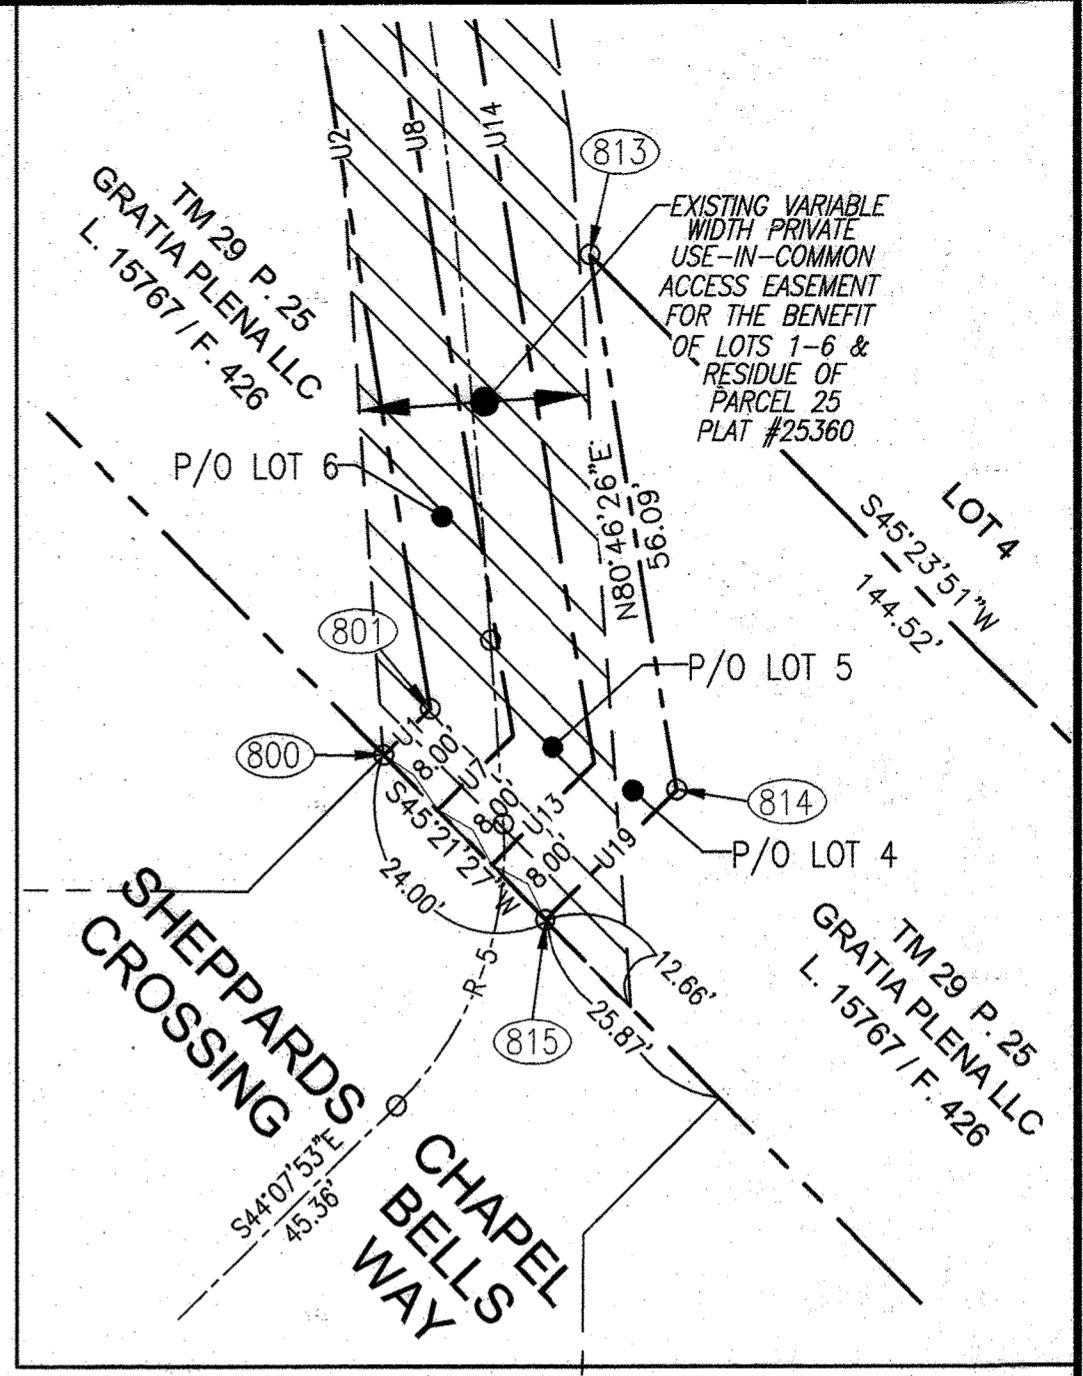 U2
U8
U14
813
TM 29 P. 25
GRATIA PLENA LLC
L. 15767 / F. 426
EXISTING VARIABLE
WIDTH PRIVATE
USE-IN-COMMON
ACCESS EASEMENT
FOR THE BENEFIT
OF LOTS 1-6 &
RESIDUE OF
PARCEL 25
PLAT #25360
P/O LOT 6
N80°46'26"E
56.09'
LOT 4
S45°23'51"W
144.52'
801
P/O LOT 5
800
U1
8.00'
U7
8.00'
U13
8.00'
U19
814
P/O LOT 4
S45°21'27"W
24.00'
SHEPPARDS
CROSSING
R-5
815
12.66'
25.87'
TM 29 P. 25
GRATIA PLENA LLC
L. 15767 / F. 426
S44°07'53"E
45.36'
CHAPEL
BELLS
WAY